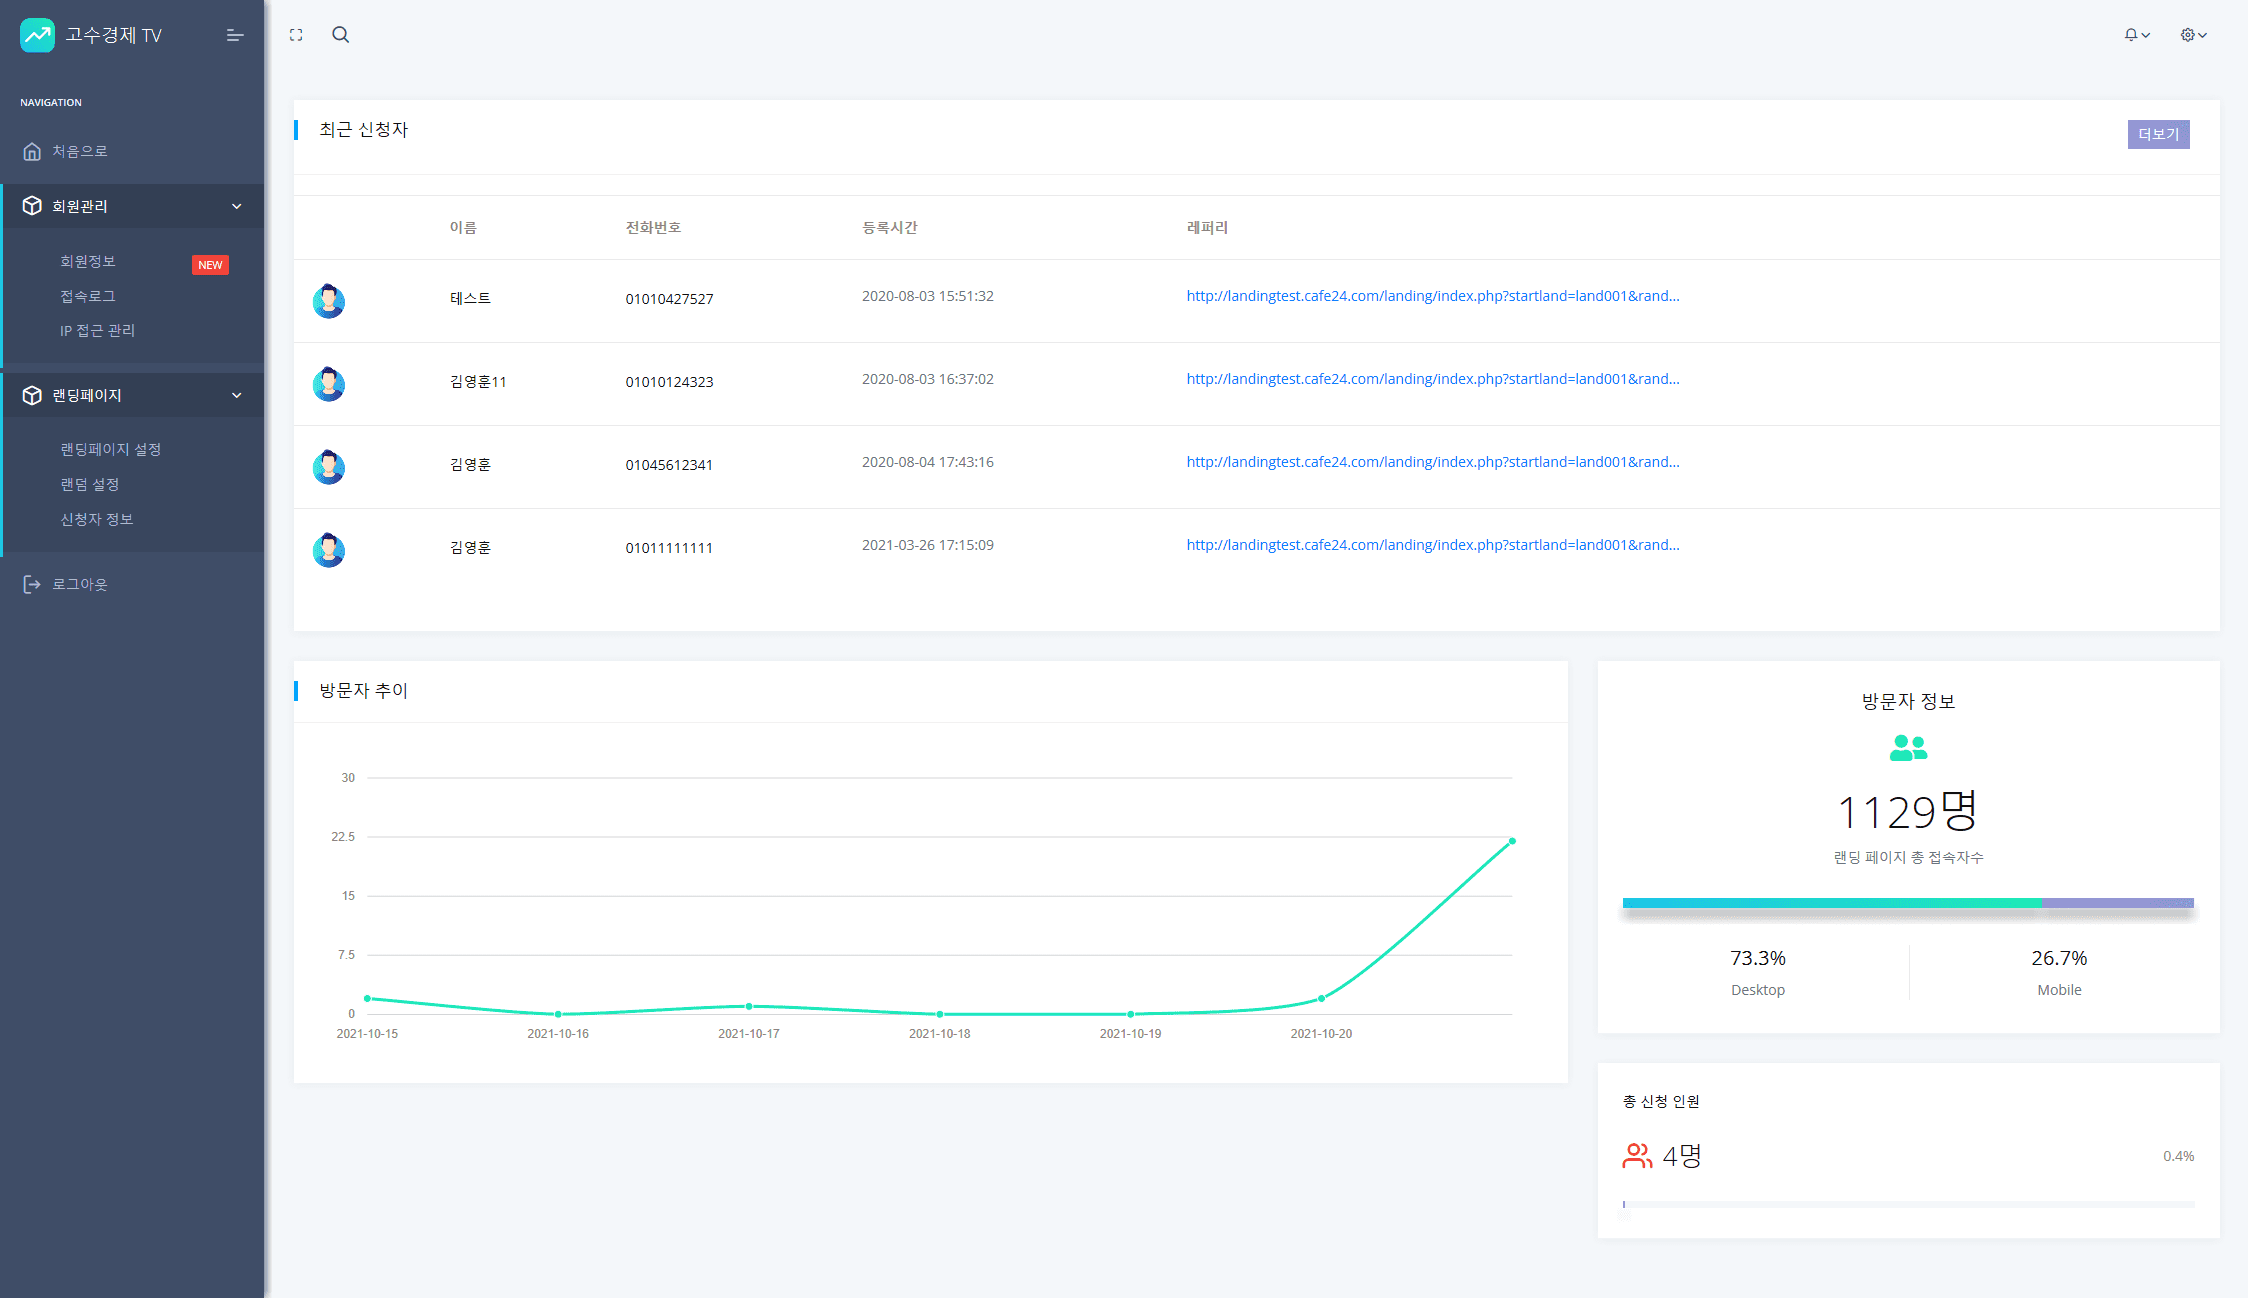 고수경제 TV
NAVIGATION
처음으로
회원관리
회원정보 NEW
접속로그
IP 접근 관리
랜딩페이지
랜딩페이지 설정
랜덤 설정
신청자 정보
로그아웃
최근 신청자 더보기
이름 전화번호 등록시간 레퍼리
테스트 01010427527 2020-08-03 15:51:32 http://landingtest.cafe24.com/landing/index.php?startland=land001&rand...
김영훈11 01010124323 2020-08-03 16:37:02 http://landingtest.cafe24.com/landing/index.php?startland=land001&rand...
김영훈 01045612341 2020-08-04 17:43:16 http://landingtest.cafe24.com/landing/index.php?startland=land001&rand...
김영훈 01011111111 2021-03-26 17:15:09 http://landingtest.cafe24.com/landing/index.php?startland=land001&rand...
방문자 추이
30
22.5
15
7.5
0
2021-10-15 2021-10-16 2021-10-17 2021-10-18 2021-10-19 2021-10-20
방문자 정보
1129명
랜딩 페이지 총 접속자수
73.3% 26.7%
Desktop Mobile
총 신청 인원
4명 0.4%